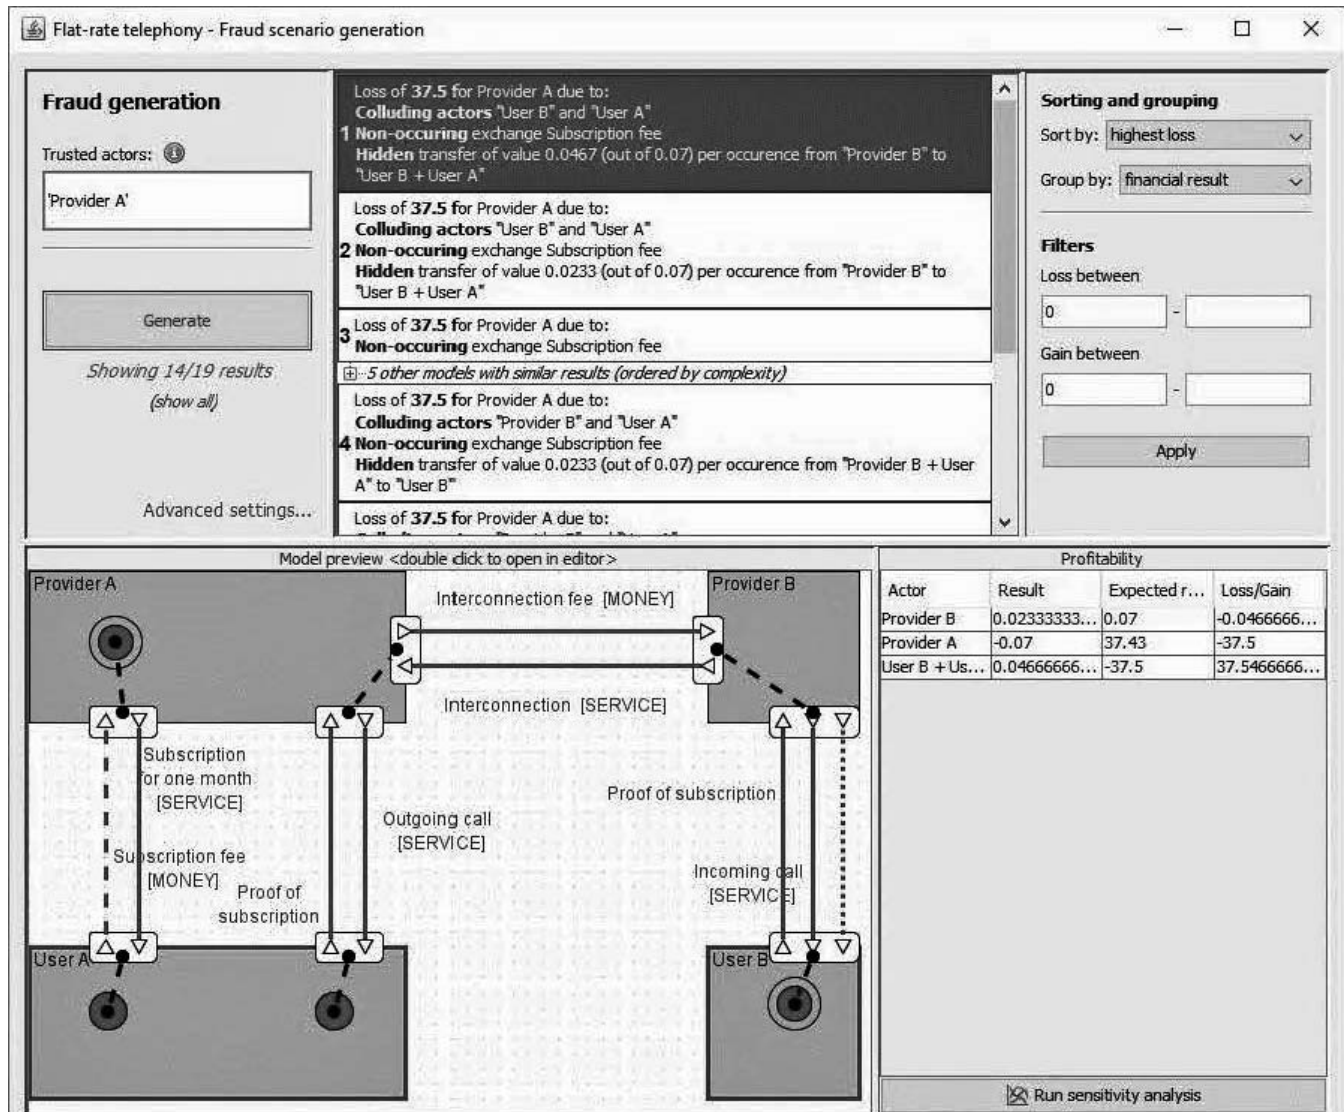 Flat-rate telephony - Fraud scenario generation
Fraud generation
Trusted actors:
'Provider A'
Generate
Showing 14/19 results
(show all)
Advanced settings...
Loss of 37.5 for Provider A due to:
Colluding actors "User B" and "User A"
1 Non-occuring exchange Subscription fee
Hidden transfer of value 0.0467 (out of 0.07) per occurence from "Provider B" to
"User B + User A"
Loss of 37.5 for Provider A due to:
Colluding actors "User B" and "User A"
2 Non-occuring exchange Subscription fee
Hidden transfer of value 0.0233 (out of 0.07) per occurence from "Provider B" to
"User B + User A"
Loss of 37.5 for Provider A due to:
3 Non-occuring exchange Subscription fee
5 other models with similar results (ordered by complexity)
Loss of 37.5 for Provider A due to:
Colluding actors "Provider B" and "User A"
4 Non-occuring exchange Subscription fee
Hidden transfer of value 0.0233 (out of 0.07) per occurence from "Provider B + User
A" to "User B"
Loss of 37.5 for Provider A due to:
Sorting and grouping
Sort by: highest loss
Group by: financial result
Filters
Loss between
0 -
Gain between
0 -
Apply
Model preview <double click to open in editor>
Provider A
Interconnection fee [MONEY]
Provider B
Interconnection [SERVICE]
Subscription
for one month
[SERVICE]
Proof of subscription
Outgoing call
[SERVICE]
Subscription fee
[MONEY]
Proof of
subscription
Incoming call
[SERVICE]
User A
User B
Profitability
Actor Result Expected r... Loss/Gain
Provider B 0.02333333... 0.07 -0.0466666...
Provider A -0.07 37.43 -37.5
User B + Us... 0.04666666... -37.5 37.5466666...
Run sensitivity analysis